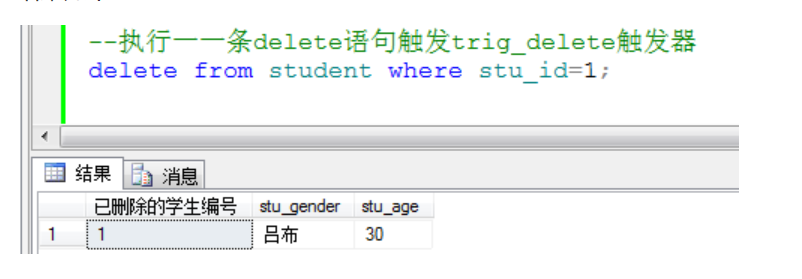 --执行一一条delete语句触发trig_delete触发器
delete from student where stu_id=1;
结果 消息
已删除的学生编号 stu_gender stu_age
1 1 吕布 30